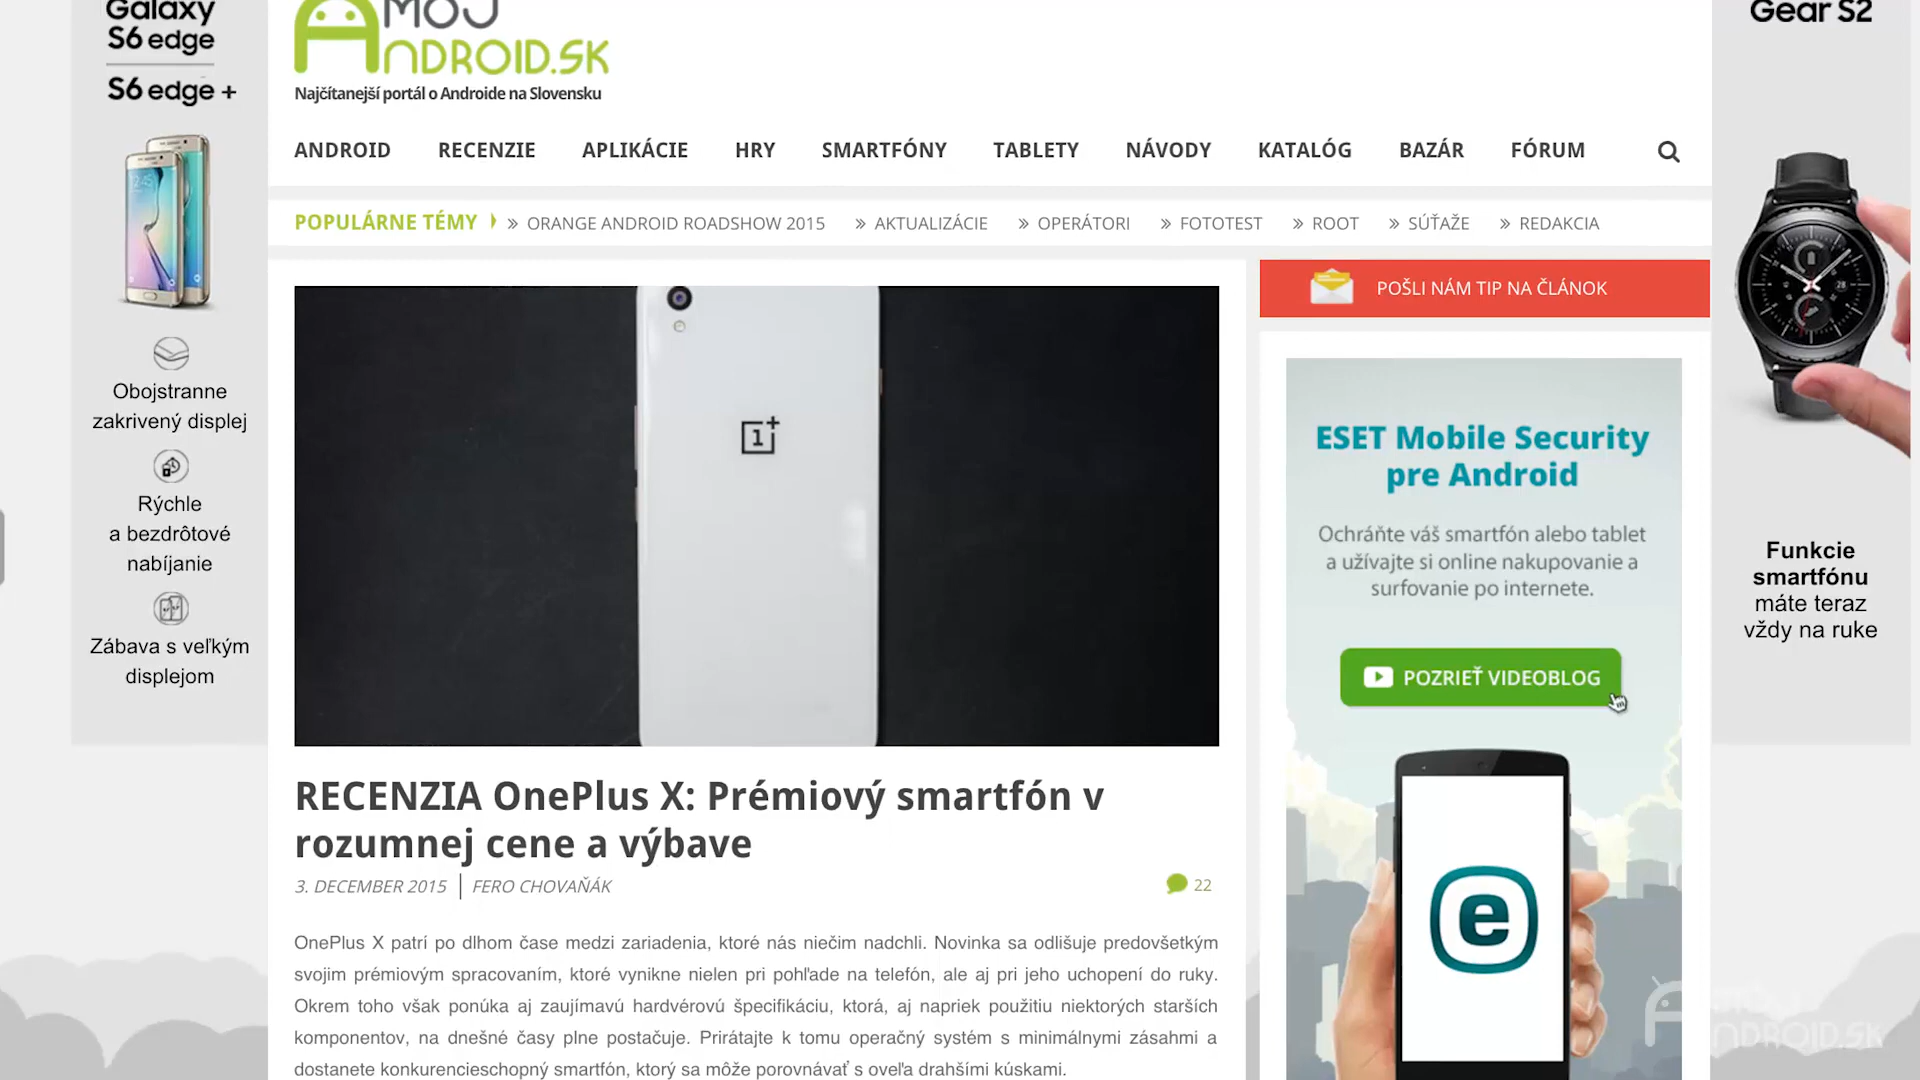 Galaxy
S6 edge
S6 edge +
Obojstranne
zakrivený displej
Rýchle
a bezdrôtové
nabíjanie
Zábava s veľkým
displejom
MÔJ
ANDROID.SK
Najčítanejší portál o Androide na Slovensku
ANDROID RECENZIE APLIKÁCIE HRY SMARTFÓNY TABLETY NÁVODY KATALÓG BAZÁR FÓRUM
POPULÁRNE TÉMY » ORANGE ANDROID ROADSHOW 2015 » AKTUALIZÁCIE » OPERÁTORI » FOTOTEST » ROOT » SÚŤAŽE » REDAKCIA
1+
RECENZIA OnePlus X: Prémiový smartfón v
rozumnej cene a výbave
3. DECEMBER 2015 | FERO CHOVAŇÁK 22
OnePlus X patrí po dlhom čase medzi zariadenia, ktoré nás niečim nadchli. Novinka sa odlišuje predovšetkým
svojim prémiovým spracovaním, ktoré vynikne nielen pri pohľade na telefón, ale aj pri jeho uchopení do ruky.
Okrem toho však ponúka aj zaujímavú hardvérovú špecifikáciu, ktorá, aj napriek použitiu niektorých starších
komponentov, na dnešné časy plne postačuje. Prirátajte k tomu operačný systém s minimálnymi zásahmi a
dostanete konkurencieschopný smartfón, ktorý sa môže porovnávať s oveľa drahšími kúskami.
POŠLI NÁM TIP NA ČLÁNOK
ESET Mobile Security
pre Android
Ochráňte váš smartfón alebo tablet
a užívajte si online nakupovanie a
surfovanie po internete.
POZRIEŤ VIDEOBLOG
e
Gear S2
Funkcie
smartfónu
máte teraz
vždy na ruke
MÔJ
ANDROID.SK